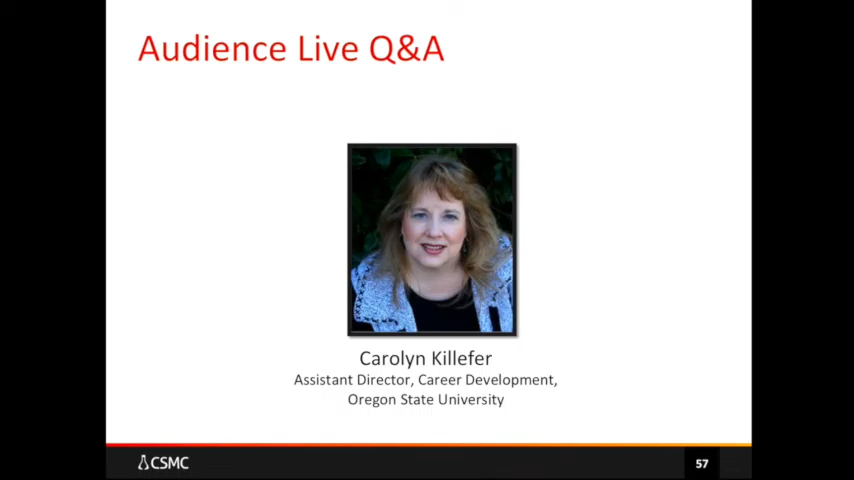 Audience Live Q&A
Carolyn Killefer
Assistant Director, Career Development,
Oregon State University
CSMC
57